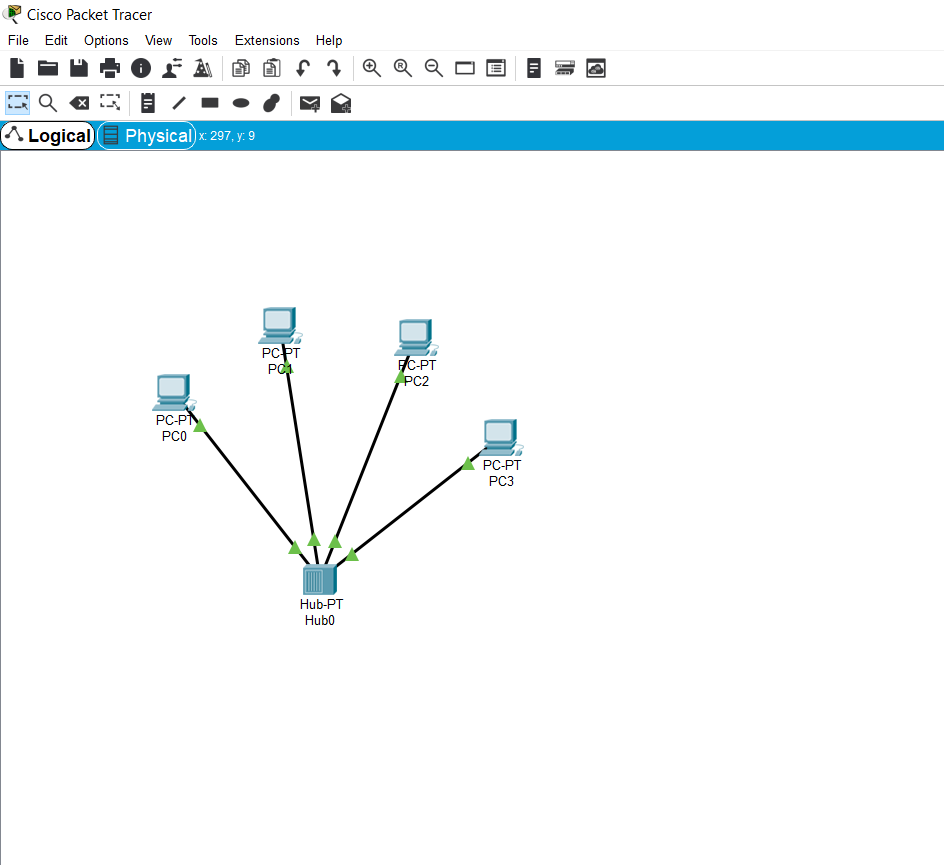 Cisco Packet Tracer
File Edit Options View Tools Extensions Help
Logical Physical x: 297, y: 9
PC-PT
PC1
PC-PT
PC2
PC-PT
PC0
PC-PT
PC3
Hub-PT
Hub0